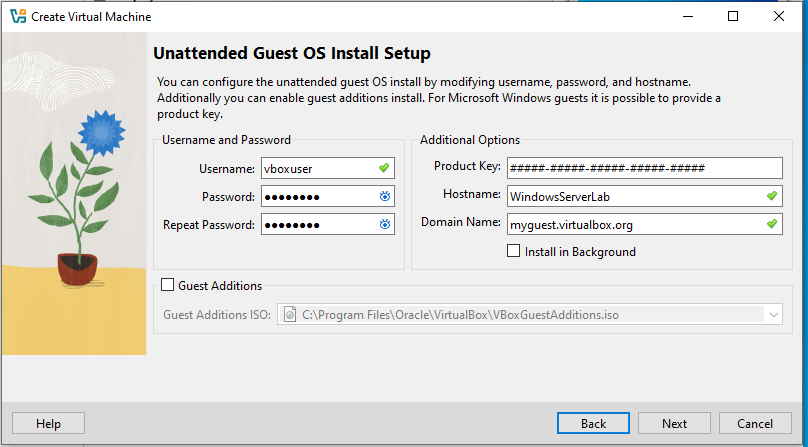 Create Virtual Machine
Unattended Guest OS Install Setup
You can configure the unattended guest OS install by modifying username, password, and hostname.
Additionally you can enable guest additions install. For Microsoft Windows guests it is possible to provide a
product key.
Username and Password
Username: vboxuser
Password: ●●●●●●●●
Repeat Password: ●●●●●●●●
Additional Options
Product Key: #####-#####-#####-#####-#####
Hostname: WindowsServerLab
Domain Name: myguest.virtualbox.org
Install in Background
Guest Additions
Guest Additions ISO: C:\Program Files\Oracle\VirtualBox\VBoxGuestAdditions.iso
Help
Back
Next
Cancel